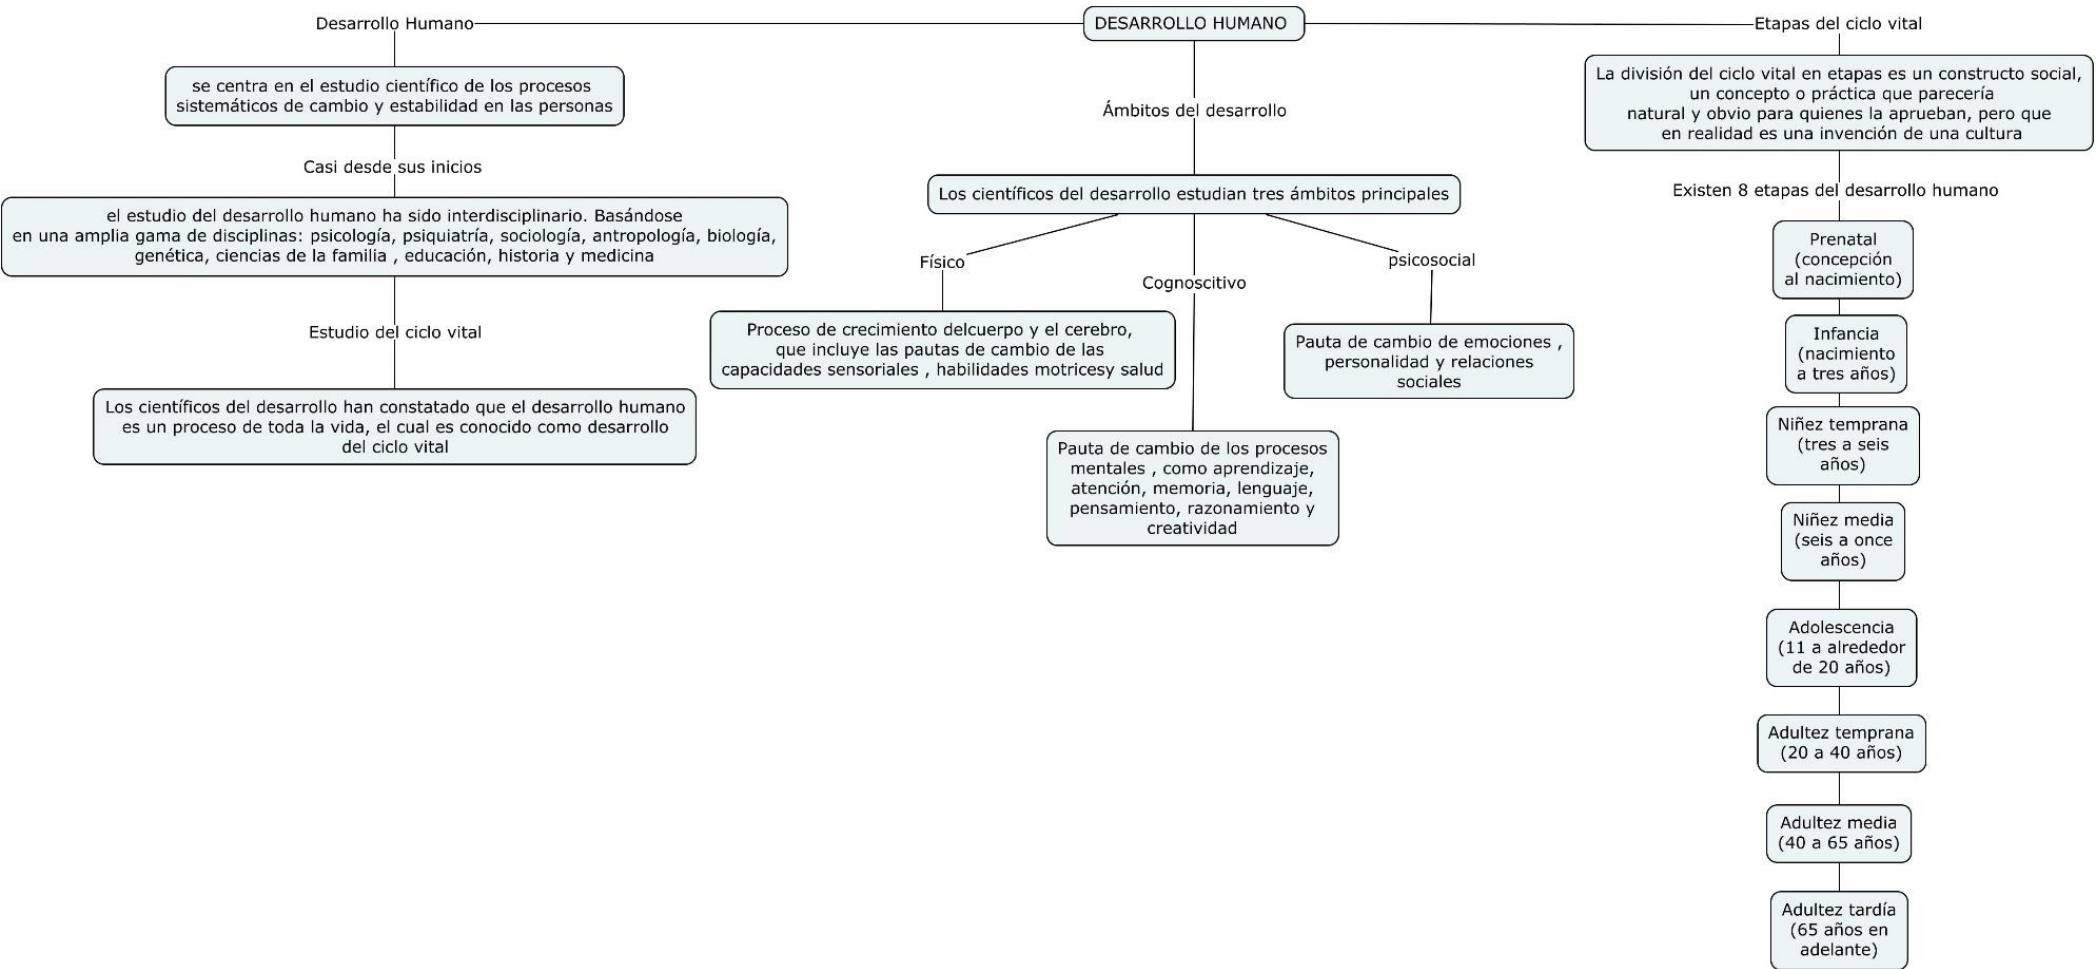 DESARROLLO HUMANO
Desarrollo Humano
se centra en el estudio científico de los procesos
sistemáticos de cambio y estabilidad en las personas
Casi desde sus inicios
el estudio del desarrollo humano ha sido interdisciplinario. Basándose
en una amplia gama de disciplinas: psicología, psiquiatría, sociología, antropología, biología,
genética, ciencias de la familia , educación, historia y medicina
Estudio del ciclo vital
Los científicos del desarrollo han constatado que el desarrollo humano
es un proceso de toda la vida, el cual es conocido como desarrollo
del ciclo vital
Ámbitos del desarrollo
Los científicos del desarrollo estudian tres ámbitos principales
Físico
Proceso de crecimiento delcuerpo y el cerebro,
que incluye las pautas de cambio de las
capacidades sensoriales , habilidades motricesy salud
Cognoscitivo
Pauta de cambio de los procesos
mentales , como aprendizaje,
atención, memoria, lenguaje,
pensamiento, razonamiento y
creatividad
psicosocial
Pauta de cambio de emociones ,
personalidad y relaciones
sociales
Etapas del ciclo vital
La división del ciclo vital en etapas es un constructo social,
un concepto o práctica que parecería
natural y obvio para quienes la aprueban, pero que
en realidad es una invención de una cultura
Existen 8 etapas del desarrollo humano
Prenatal
(concepción
al nacimiento)
Infancia
(nacimiento
a tres años)
Niñez temprana
(tres a seis
años)
Niñez media
(seis a once
años)
Adolescencia
(11 a alrededor
de 20 años)
Adultez temprana
(20 a 40 años)
Adultez media
(40 a 65 años)
Adultez tardía
(65 años en
adelante)